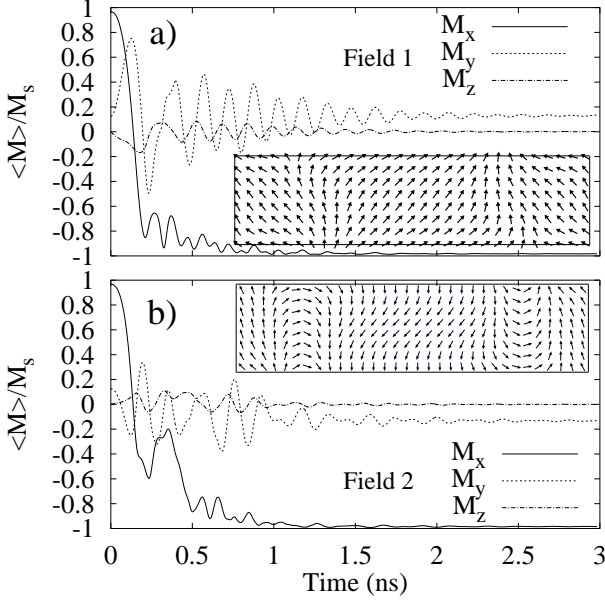 1
0.8
0.6
0.4
0.2
0
-0.2
-0.4
-0.6
-0.8
-1
<M>/M_s
a)
Field 1
M_x
M_y
M_z
1
0.8
0.6
0.4
0.2
0
-0.2
-0.4
-0.6
-0.8
-1
<M>/M_s
b)
Field 2
M_x
M_y
M_z
0 0.5 1 1.5 2 2.5 3
Time (ns)